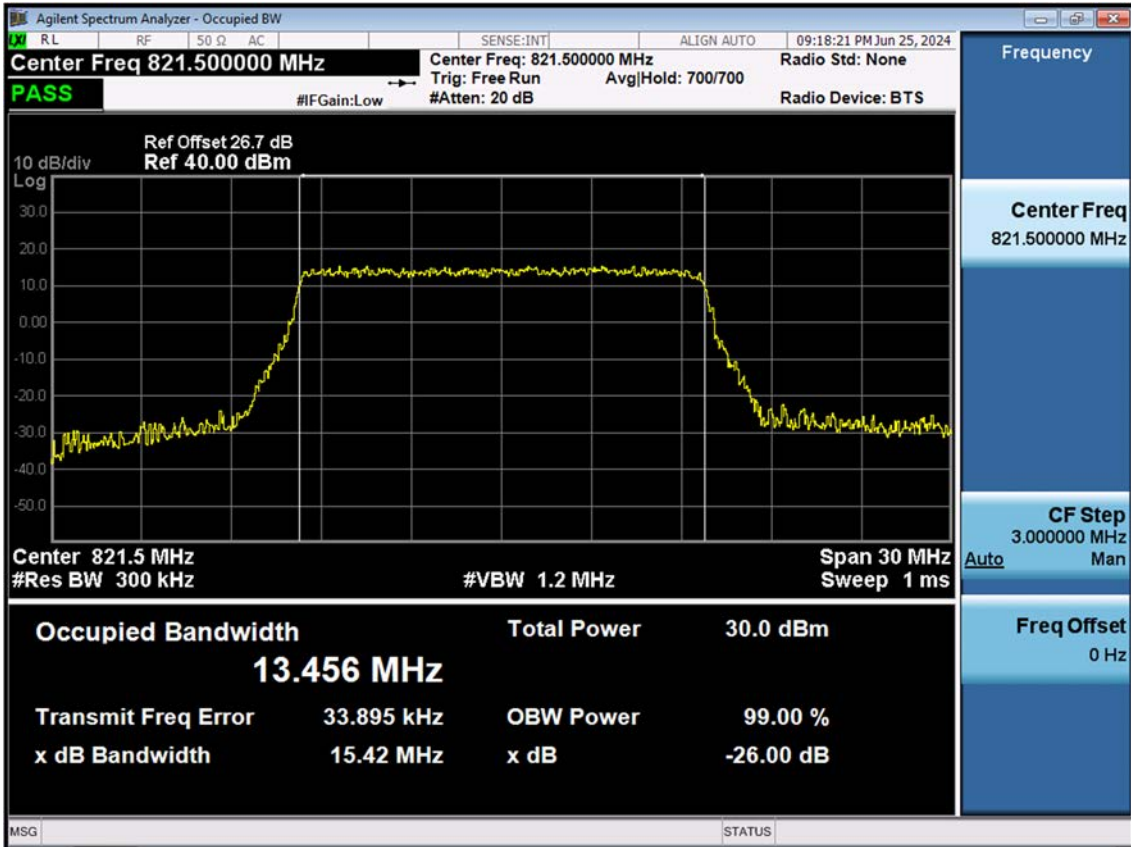 Agilent Spectrum Analyzer - Occupied BW
LXI RL RF 50 Ω AC SENSE:INT ALIGN AUTO 09:18:21 PM Jun 25, 2024
Center Freq 821.500000 MHz Center Freq: 821.500000 MHz Radio Std: None
Trig: Free Run Avg|Hold: 700/700
PASS #IFGain:Low #Atten: 20 dB Radio Device: BTS
Ref Offset 26.7 dB
10 dB/div Ref 40.00 dBm
Log
30.0
20.0
10.0
0.00
-10.0
-20.0
-30.0
-40.0
-50.0
Center 821.5 MHz Span 30 MHz
#Res BW 300 kHz #VBW 1.2 MHz Sweep 1 ms
Occupied Bandwidth Total Power 30.0 dBm
13.456 MHz
Transmit Freq Error 33.895 kHz OBW Power 99.00 %
x dB Bandwidth 15.42 MHz x dB -26.00 dB
MSG STATUS
Frequency
Center Freq
821.500000 MHz
CF Step
3.000000 MHz
Auto Man
Freq Offset
0 Hz